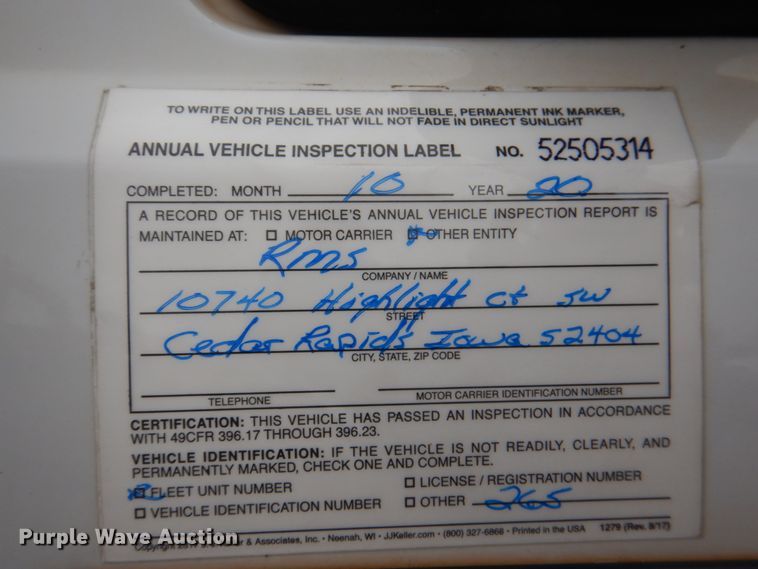 TO WRITE ON THIS LABEL USE AN INDELIBLE, PERMANENT INK MARKER,
PEN OR PENCIL THAT WILL NOT FADE IN DIRECT SUNLIGHT
ANNUAL VEHICLE INSPECTION LABEL NO. 52505314
COMPLETED: MONTH 10 YEAR 20
A RECORD OF THIS VEHICLE'S ANNUAL VEHICLE INSPECTION REPORT IS
MAINTAINED AT: ☐ MOTOR CARRIER ☒ OTHER ENTITY
RMS
COMPANY / NAME
10740 Highlight Ct SW
STREET
Cedar Rapids Iowa 52404
CITY, STATE, ZIP CODE
TELEPHONE MOTOR CARRIER IDENTIFICATION NUMBER
CERTIFICATION: THIS VEHICLE HAS PASSED AN INSPECTION IN ACCORDANCE
WITH 49CFR 396.17 THROUGH 396.23.
VEHICLE IDENTIFICATION: IF THE VEHICLE IS NOT READILY, CLEARLY, AND
PERMANENTLY MARKED, CHECK ONE AND COMPLETE.
☒ FLEET UNIT NUMBER ☐ LICENSE / REGISTRATION NUMBER
☐ VEHICLE IDENTIFICATION NUMBER ☐ OTHER 265
& Associates, Inc. • Neenah, WI • JJKeller.com • (800) 327-6868 • Printed in the USA 1279 (Rev. 8/17)
Purple Wave Auction